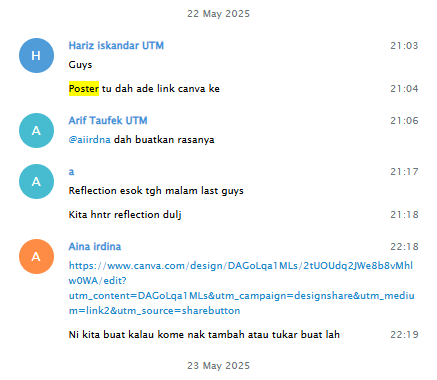 22 May 2025
H
Hariz iskandar UTM 21:03
Guys
Poster tu dah ade link canva ke 21:04
A
Arif Taufek UTM 21:06
@aiirdna dah buatkan rasanya
A
a 21:17
Reflection esok tgh malam last guys
Kita hntr reflection dulj 21:18
A
Aina irdina 22:18
https://www.canva.com/design/DAGoLqa1MLs/2tUOUdq2JWe8b8vMhl
w0WA/edit?
utm_content=DAGoLqa1MLs&utm_campaign=designshare&utm_mediu
m=link2&utm_source=sharebutton
Ni kita buat kalau kome nak tambah atau tukar buat lah 22:19
23 May 2025